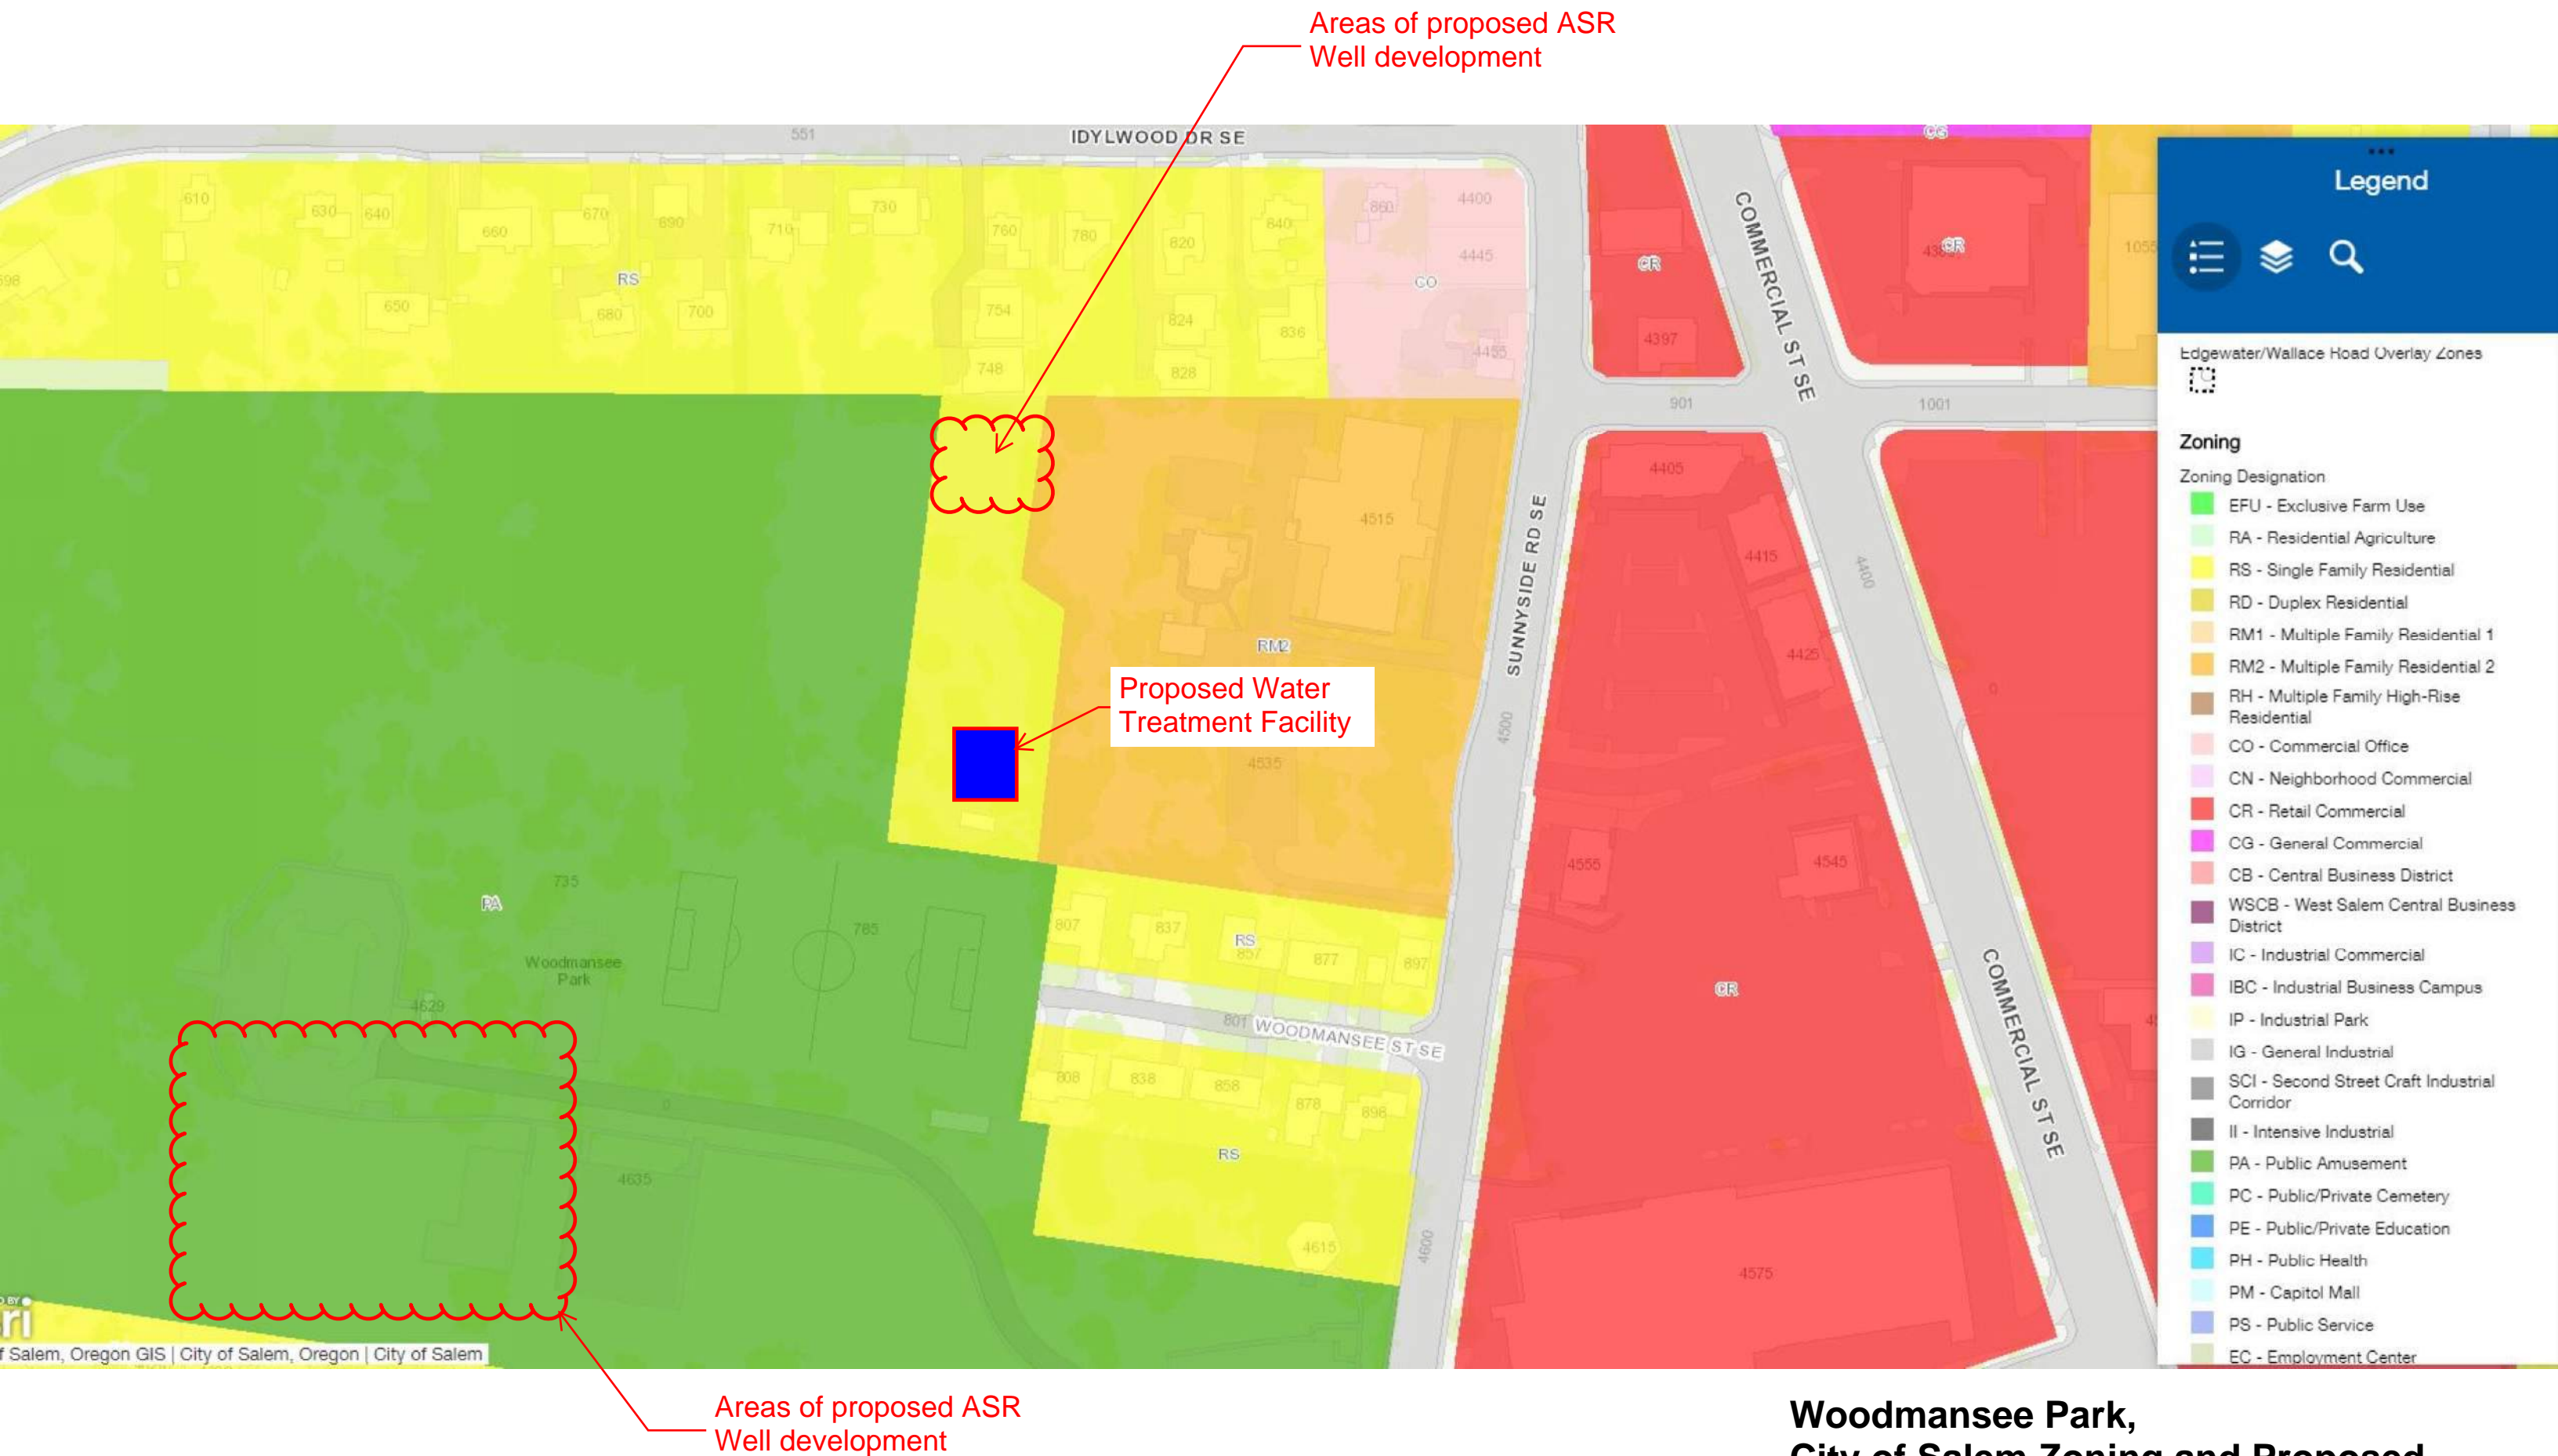 Areas of proposed ASR
Well development
551
IDYLWOOD DR SE
CG
610
630
640
660
670
690
710
730
760
780
820
840
860
4400
4445
RS
650
680
700
754
748
824
828
836
CO
4455
CR
4397
COMMERCIAL ST SE
CR
1055
901
1001
4405
4415
4400
4425
4515
SUNNYSIDE RD SE
RM2
Proposed Water
Treatment Facility
4535
4500
4555
4545
PA
735
785
Woodmansee
Park
4629
807
837
RS
857
877
897
801
WOODMANSEE ST SE
808
838
858
878
898
RS
0
4635
4615
4600
CR
4575
COMMERCIAL ST SE
Legend
Edgewater/Wallace Road Overlay Zones
Zoning
Zoning Designation
EFU - Exclusive Farm Use
RA - Residential Agriculture
RS - Single Family Residential
RD - Duplex Residential
RM1 - Multiple Family Residential 1
RM2 - Multiple Family Residential 2
RH - Multiple Family High-Rise
Residential
CO - Commercial Office
CN - Neighborhood Commercial
CR - Retail Commercial
CG - General Commercial
CB - Central Business District
WSCB - West Salem Central Business
District
IC - Industrial Commercial
IBC - Industrial Business Campus
IP - Industrial Park
IG - General Industrial
SCI - Second Street Craft Industrial
Corridor
II - Intensive Industrial
PA - Public Amusement
PC - Public/Private Cemetery
PE - Public/Private Education
PH - Public Health
PM - Capitol Mall
PS - Public Service
EC - Employment Center
Salem, Oregon GIS | City of Salem, Oregon | City of Salem
Areas of proposed ASR
Well development
Woodmansee Park,
City of Salem Zoning and Proposed